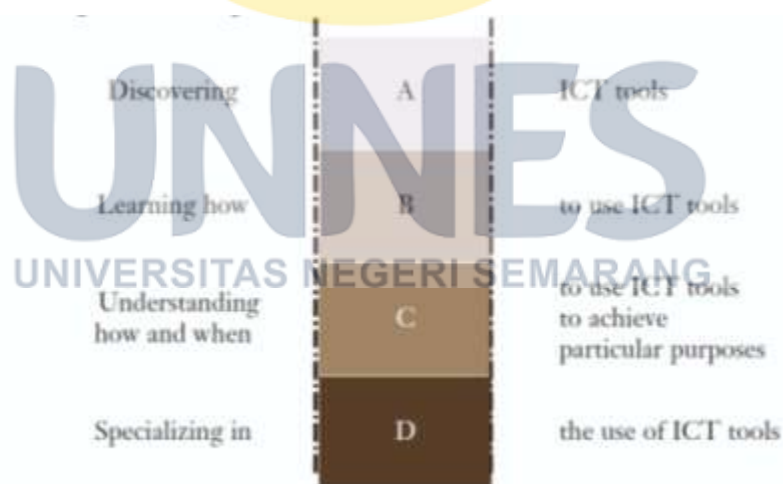 UNNES
UNIVERSITAS NEGERI SEMARANG
Discovering A ICT tools
Learning how B to use ICT tools
Understanding
how and when
C
to use ICT tools
to achieve
particular purposes
Specializing in D the use of ICT tools